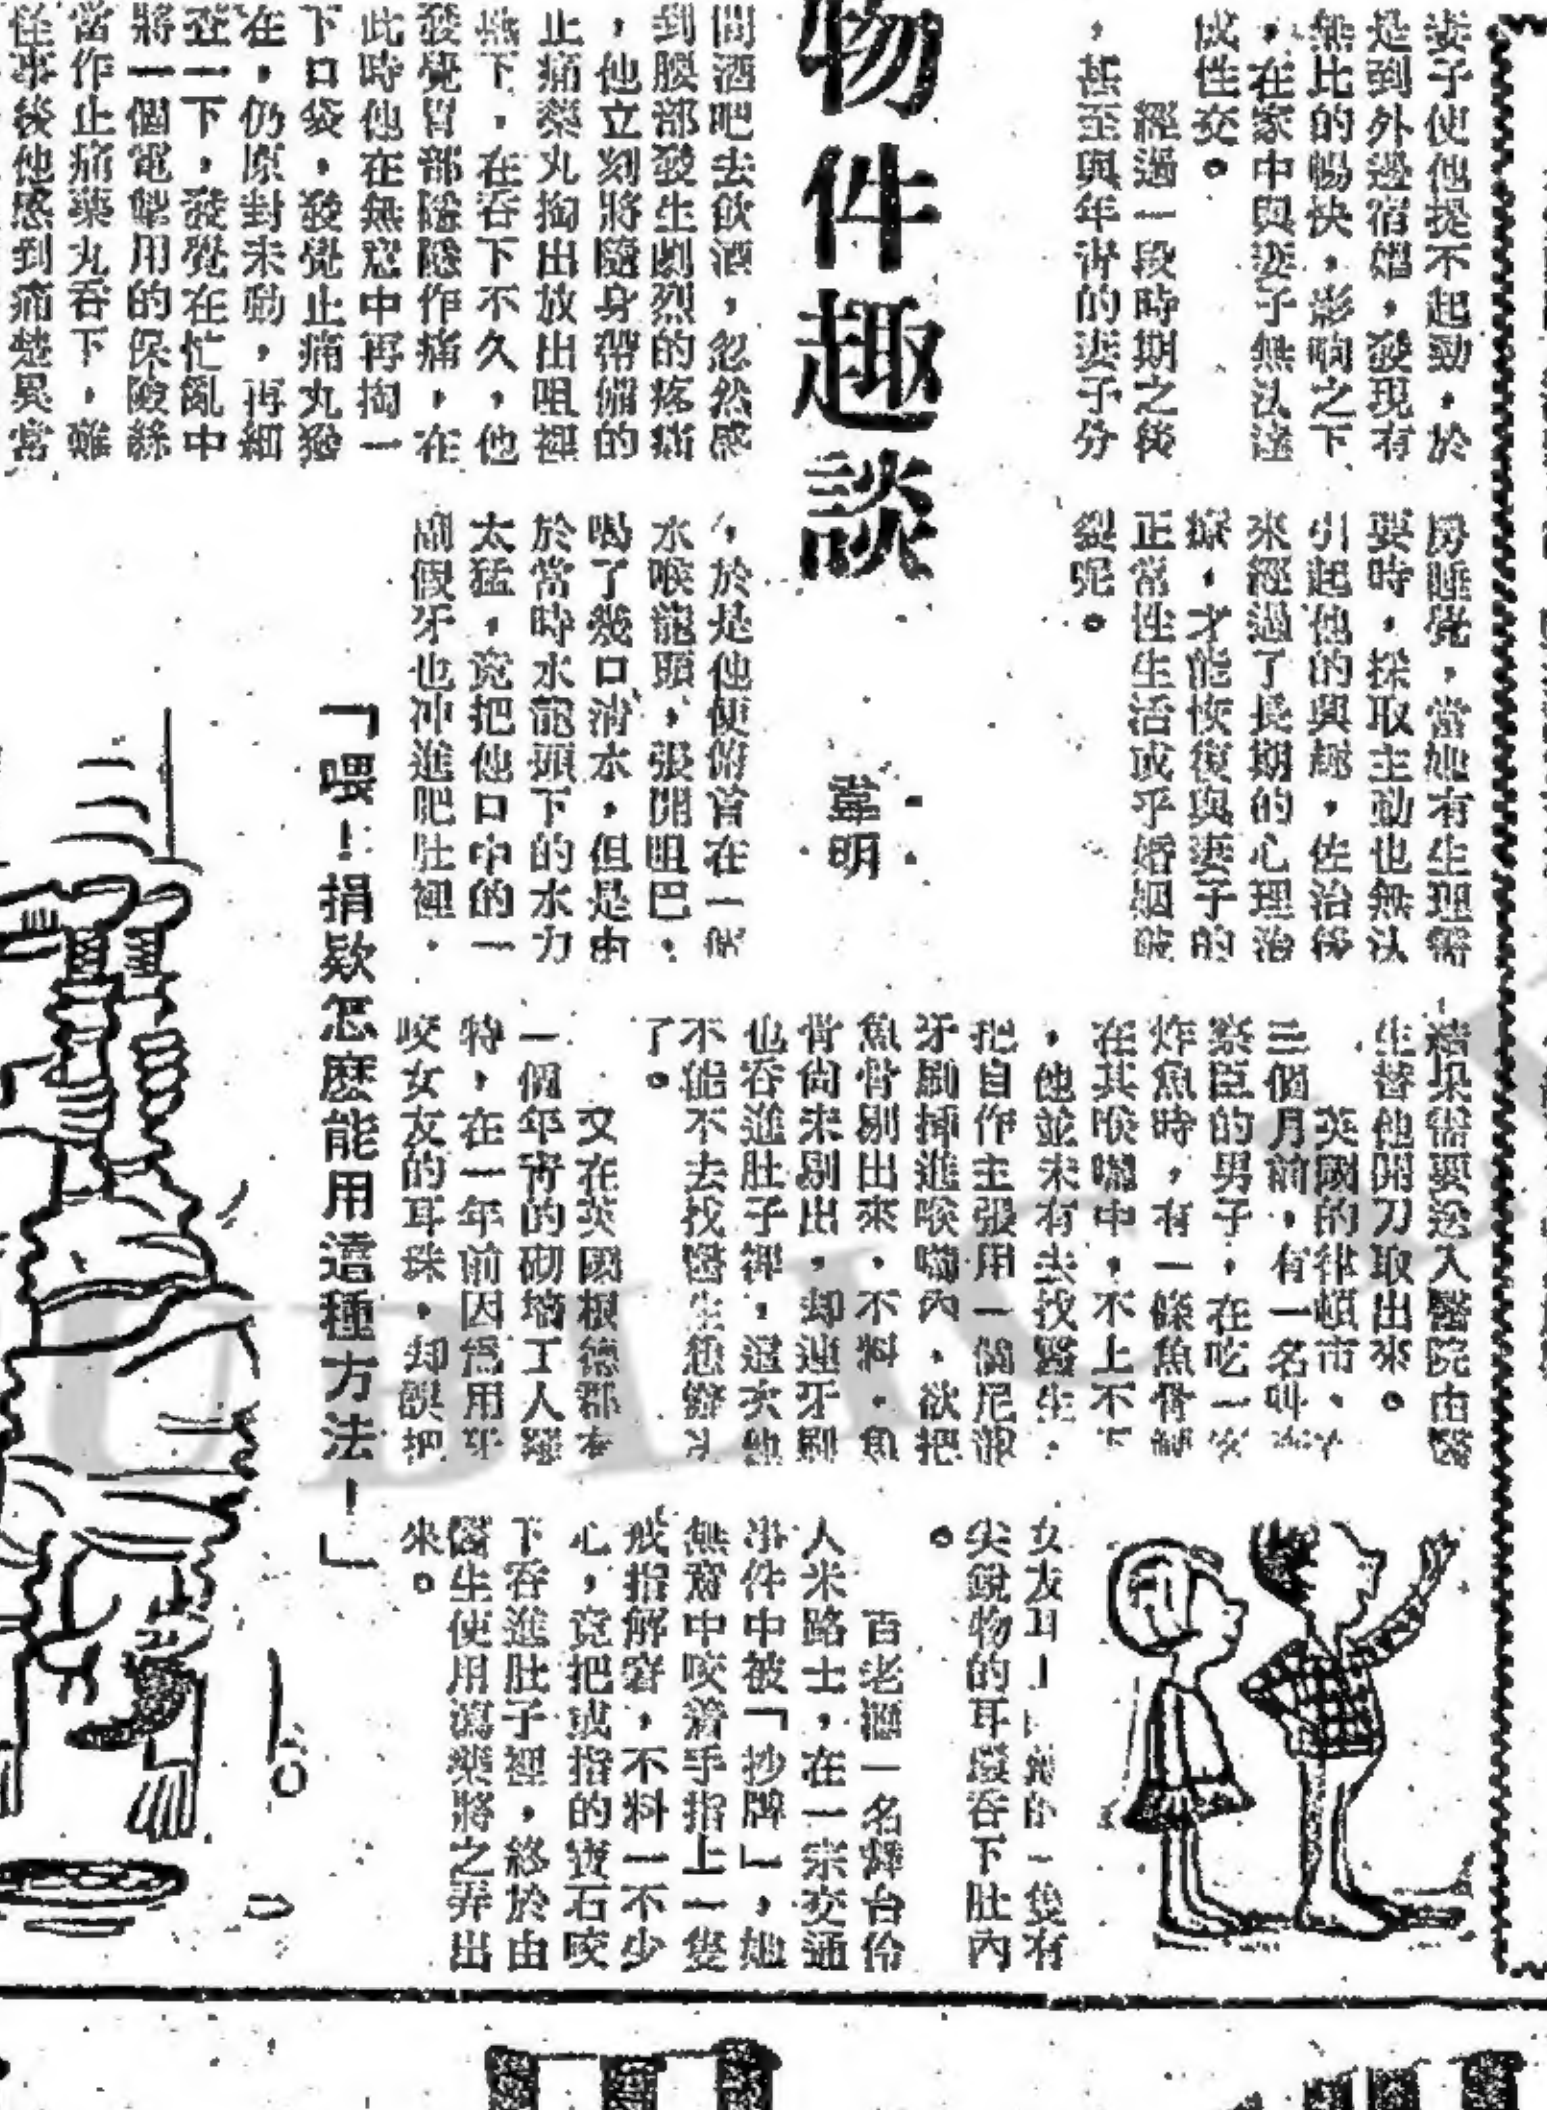 妻子使他提不起勁，於
是到外邊宿娼，發現有
無比的暢快，影响之下
，在家中與妻子無法達
成性交。
經過一段時期之後
，甚至與年青的妻子分
房睡覺，當她有生理需
要時，採取主動也無法
引起他的興趣，佐治後
來經過了長期的心理治
療，才能恢復與妻子的
正常性生活或乎婚姻破
裂呢。
物件趣談
韋明
間酒吧去飲酒，忽然感
到腰部發生劇烈的疼痛
，他立刻將隨身帶備的
止痛藥丸掏出放出咀裡
嚥下，在吞下不久，他
發覺胃部隱隱作痛，在
此時他在無意中再掏一
下口袋，發覺止痛丸猶
在，仍原封未動，再細
查一下，發覺在忙亂中
將一個電掣用的保險絲
當作止痛藥丸吞下，雖
怪事後他感到痛楚異常
，於是他便俯首在一個
水喉龍頭，張開咀巴，
喝了幾口清水，但是由
於當時水龍頭下的水力
太猛，竟把他口中的一
副假牙也冲進肥肚裡，
結果需要送入醫院由醫
生替他開刀取出來。
英國的律頓市，
三個月前，有一名叫
察臣的男子，在吃一
炸魚時，有一條魚骨
在其喉嚨中，不上不下
，他並未有去找醫生，
把自作主張用一個尼龍
牙刷揷進喉嚨內，欲把
魚骨剔出來，不料，魚
骨尚未剔出，却連牙刷
也吞進肚子裡，這次他
不能不去找醫生想辦法
了。
又在英國根德郡有
一個年青的砌墻工人羅
特，在一年前因爲用牙
咬女友的耳珠，却誤把
女友耳上的一隻有
尖銳物的耳環吞下肚內
。
百老滙一名舞台伶
人米路士，在一宗交通
事件中被「抄牌」，她
無意中咬着手指上一隻
戒指解窘，不料一不少
心，竟把戒指的寶石咬
下吞進肚子裡，終於由
醫生使用瀉藥將之弄出
來。
「喂！捐欵怎麼能用這種方法！」